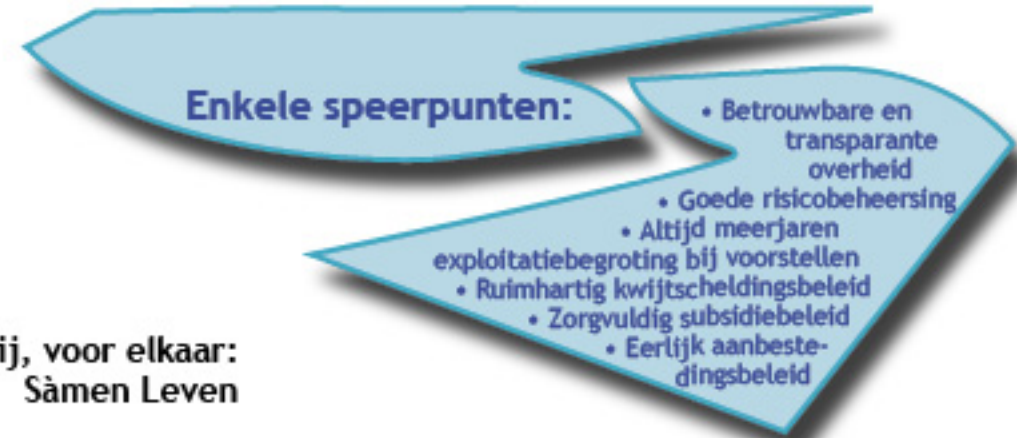 Enkele speerpunten:
• Betrouwbare en
transparante
overheid
• Goede risicobeheersing
• Altijd meerjaren
exploitatiebegroting bij voorstellen
• Ruimhartig kwijtscheldingsbeleid
• Zorgvuldig subsidiebeleid
• Eerlijk aanbeste-
dingsbeleid
ij, voor elkaar:
Sàmen Leven